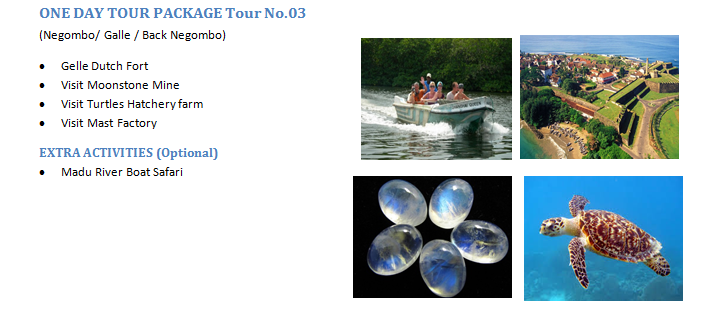 ONE DAY TOUR PACKAGE Tour No.03
(Negombo/ Galle / Back Negombo)
• Gelle Dutch Fort
• Visit Moonstone Mine
• Visit Turtles Hatchery farm
• Visit Mast Factory
EXTRA ACTIVITIES (Optional)
• Madu River Boat Safari